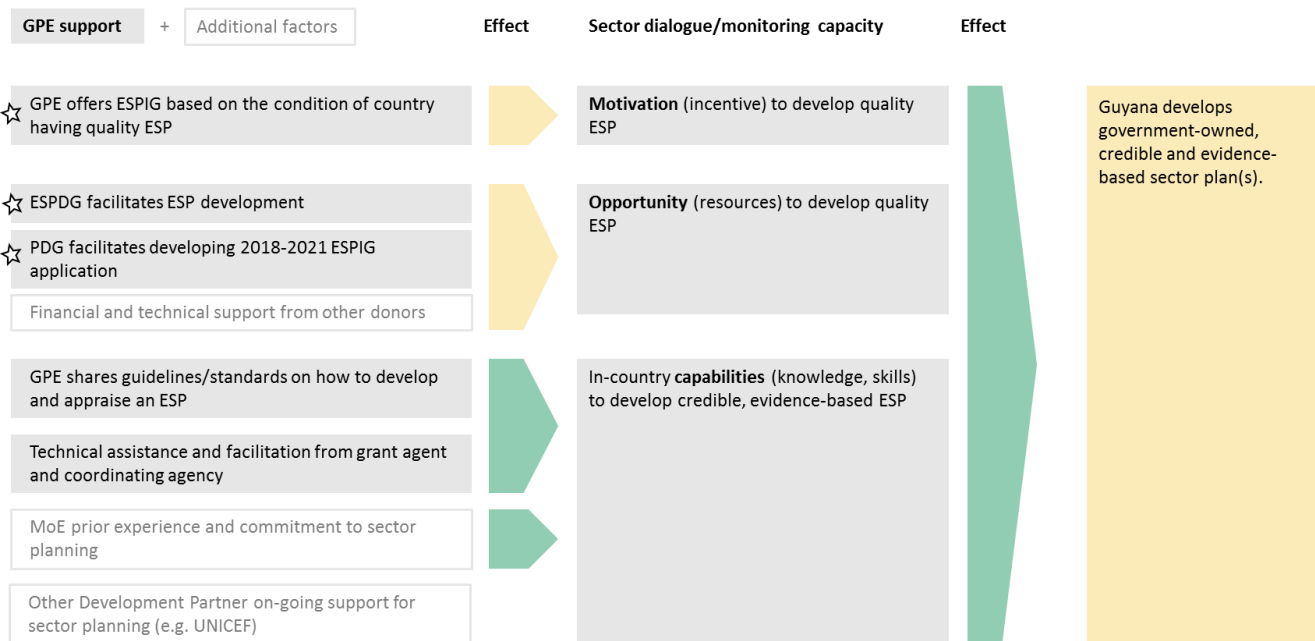 GPE support + Additional factors Effect Sector dialogue/monitoring capacity Effect
GPE offers ESPIG based on the condition of country
having quality ESP
Motivation (incentive) to develop quality
ESP
Guyana develops
government-owned,
credible and evidence-
based sector plan(s).
ESPDG facilitates ESP development
PDG facilitates developing 2018-2021 ESPIG
application
Financial and technical support from other donors
Opportunity (resources) to develop quality
ESP
GPE shares guidelines/standards on how to develop
and appraise an ESP
Technical assistance and facilitation from grant agent
and coordinating agency
MoE prior experience and commitment to sector
planning
Other Development Partner on-going support for
sector planning (e.g. UNICEF)
In-country capabilities (knowledge, skills)
to develop credible, evidence-based ESP